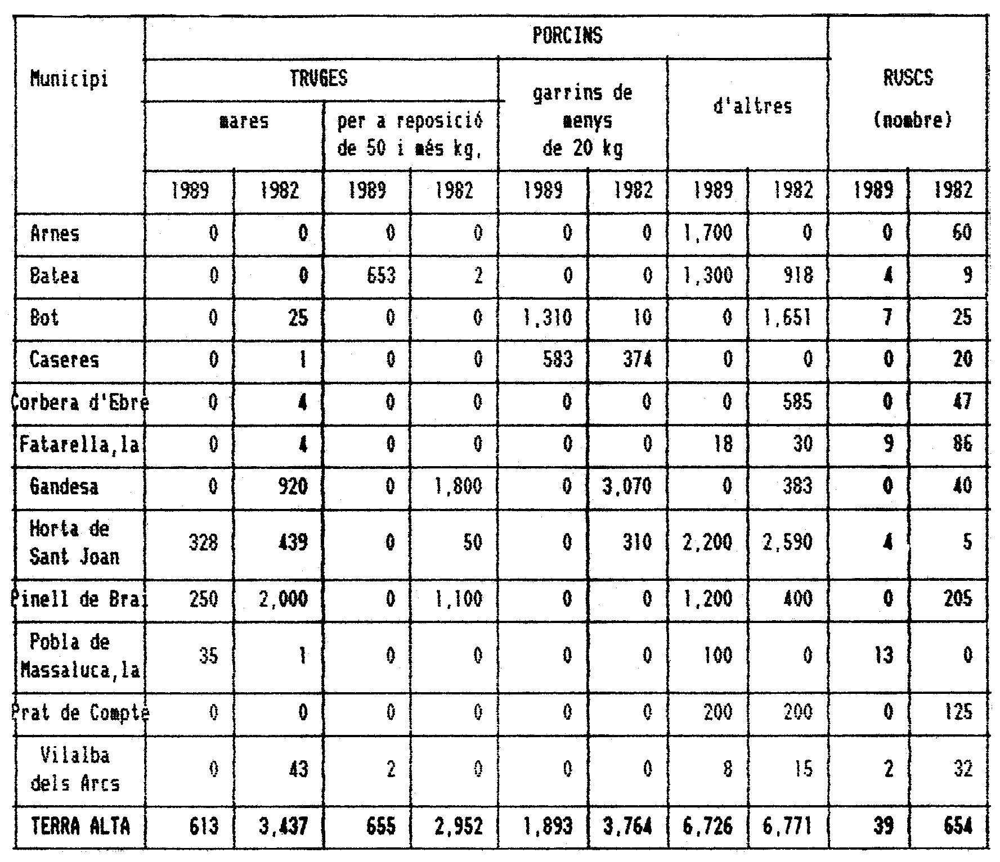 PORCINS
Municipi TRUGES garrins de menys de 20 kg d'altres RUSCS (nombre)
mares per a reposició
de 50 i més kg.
1989 1982 1989 1982 1989 1982 1989 1982 1989 1982
Arnes 0 0 0 0 0 0 1,700 0 0 60
Batea 0 0 653 2 0 0 1,300 918 4 9
Bot 0 25 0 0 1,310 10 0 1,651 7 25
Caseres 0 1 0 0 583 374 0 0 0 20
Corbera d'Ebre 0 4 0 0 0 0 0 585 0 47
Fatarella,la 0 4 0 0 0 0 18 30 9 86
Gandesa 0 920 0 1,800 0 3,070 0 383 0 40
Horta de
Sant Joan 328 439 0 50 0 310 2,200 2,590 4 5
Pinell de Brai 250 2,000 0 1,100 0 0 1,200 400 0 205
Pobla de
Massaluca,la 35 1 0 0 0 0 100 0 13 0
Prat de Compte 0 0 0 0 0 0 200 200 0 125
Vilalba
dels Arcs 0 43 2 0 0 0 8 15 2 32
TERRA ALTA 613 3,437 655 2,952 1,893 3,764 6,726 6,771 39 654